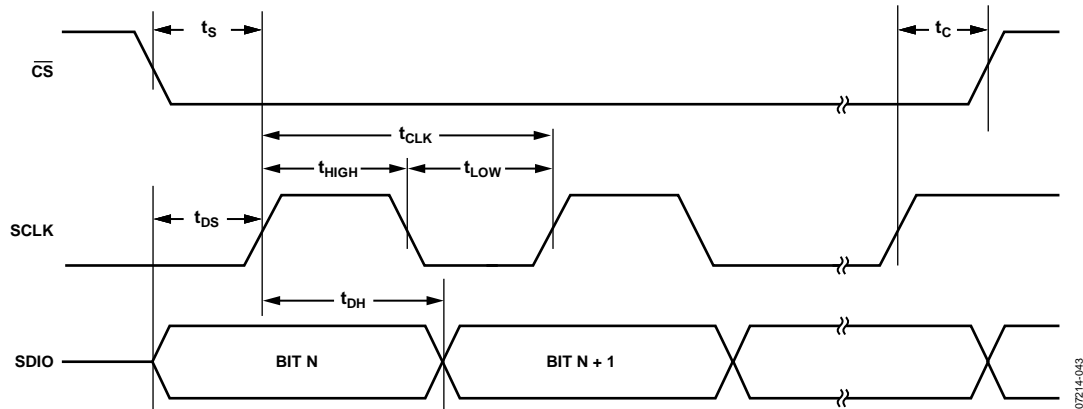 tS
tC
CS
tCLK
tHIGH
tLOW
tDS
SCLK
tDH
SDIO
BIT N
BIT N + 1
07214-043